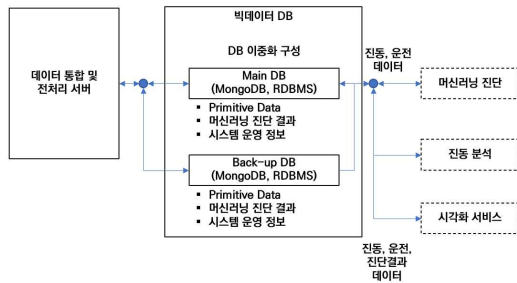 빅데이터 DB
DB 이중화 구성
데이터 통합 및
전처리 서버
Main DB
(MongoDB, RDBMS)
▪ Primitive Data
▪ 머신러닝 진단 결과
▪ 시스템 운영 정보
Back-up DB
(MongoDB, RDBMS)
▪ Primitive Data
▪ 머신러닝 진단 결과
▪ 시스템 운영 정보
진동, 운전
데이터
머신러닝 진단
진동 분석
시각화 서비스
진동, 운전,
진단결과
데이터